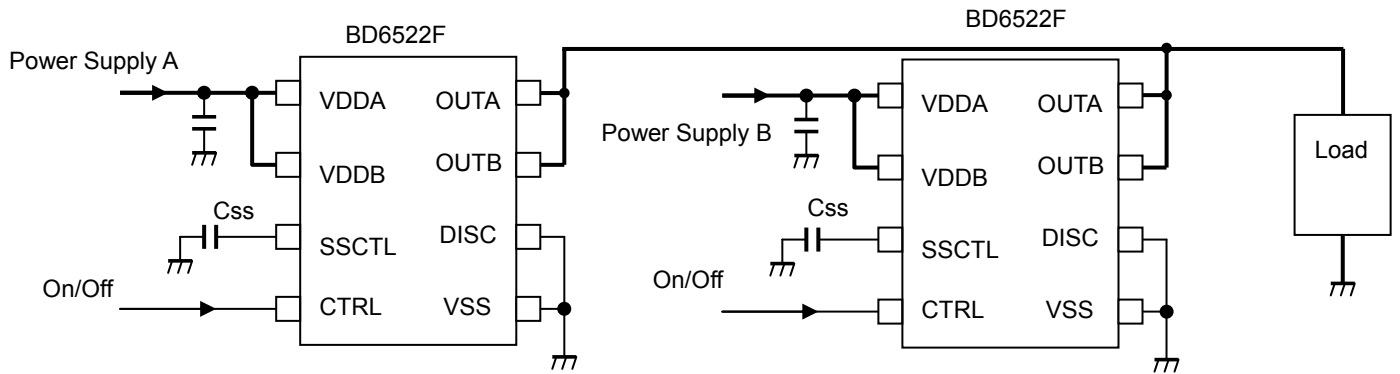 BD6522F
Power Supply A
VDDA
OUTA
VDDB
OUTB
Css
SSCTL
DISC
On/Off
CTRL
VSS
BD6522F
Power Supply B
VDDA
OUTA
VDDB
OUTB
Css
SSCTL
DISC
On/Off
CTRL
VSS
Load